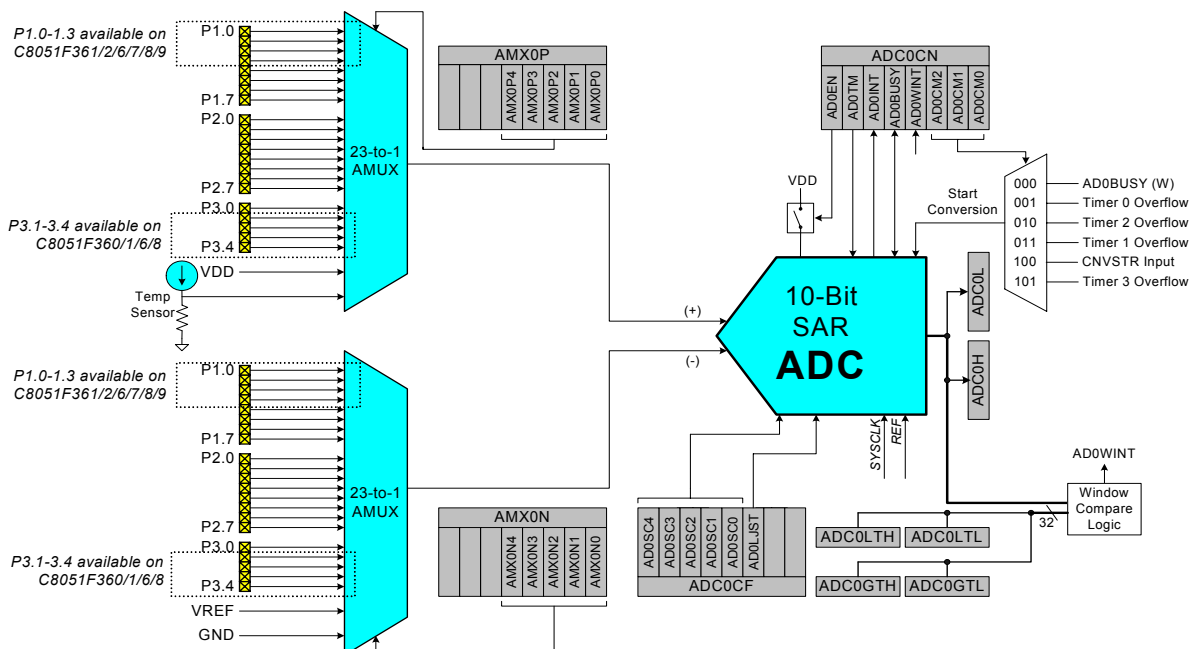 P1.0-1.3 available on
C8051F361/2/6/7/8/9
P1.0
P1.7
P2.0
P2.7
P3.0
P3.4
P3.1-3.4 available on
C8051F360/1/6/8
VDD
Temp
Sensor
23-to-1
AMUX
AMX0P
AMX0P4
AMX0P3
AMX0P2
AMX0P1
AMX0P0
ADC0CN
AD0EN
AD0TM
AD0INT
AD0BUSY
AD0WINT
AD0CM2
AD0CM1
AD0CM0
VDD
Start
Conversion
000
AD0BUSY (W)
001
Timer 0 Overflow
010
Timer 2 Overflow
011
Timer 1 Overflow
100
CNVSTR Input
101
Timer 3 Overflow
(+)
(-)
10-Bit
SAR
ADC
ADC0L
ADC0H
SYSCLK
REF
P1.0-1.3 available on
C8051F361/2/6/7/8/9
P1.0
P1.7
P2.0
P2.7
P3.0
P3.4
P3.1-3.4 available on
C8051F360/1/6/8
VREF
GND
23-to-1
AMUX
AMX0N
AMX0N4
AMX0N3
AMX0N2
AMX0N1
AMX0N0
AD0SC4
AD0SC3
AD0SC2
AD0SC1
AD0SC0
AD0LJST
ADC0CF
AD0WINT
Window
Compare
Logic
32
ADC0LTH
ADC0LTL
ADC0GTH
ADC0GTL